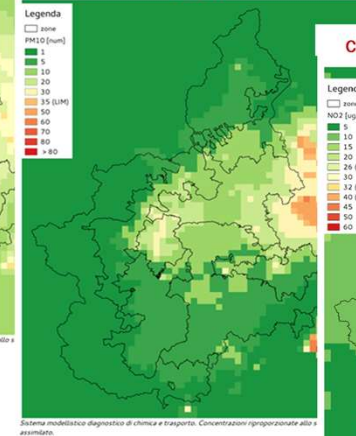 Legenda
zone
PM10 [num]
1
5
10
20
30
35 (LIM)
50
60
70
80
> 80
Sistema modellistico diagnostico di chimica e trasporto. Concentrazioni riproporzionate allo s
assimilato.
llo s
C
Legend
zon
NO2 [ug
5
10
15
20
26 (
30
32 (
40 (
45
50
60